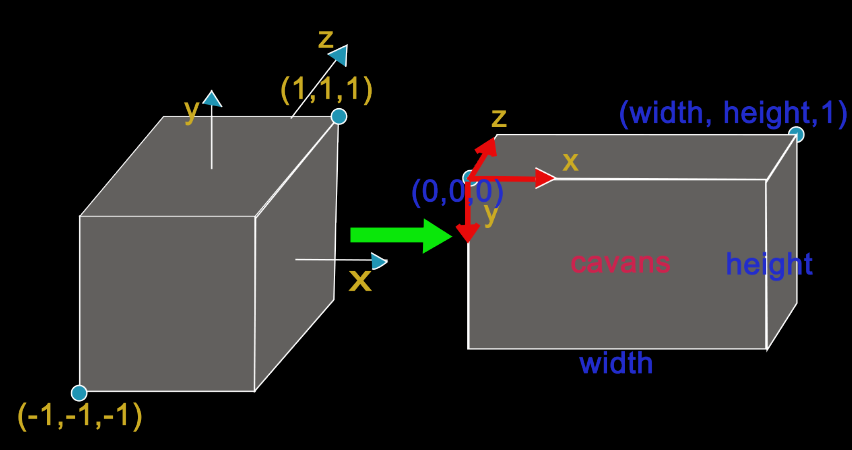 z
(1,1,1)
y
x
(-1,-1,-1)
(width, height,1)
z
x
(0,0,0)
y
cavans
height
width